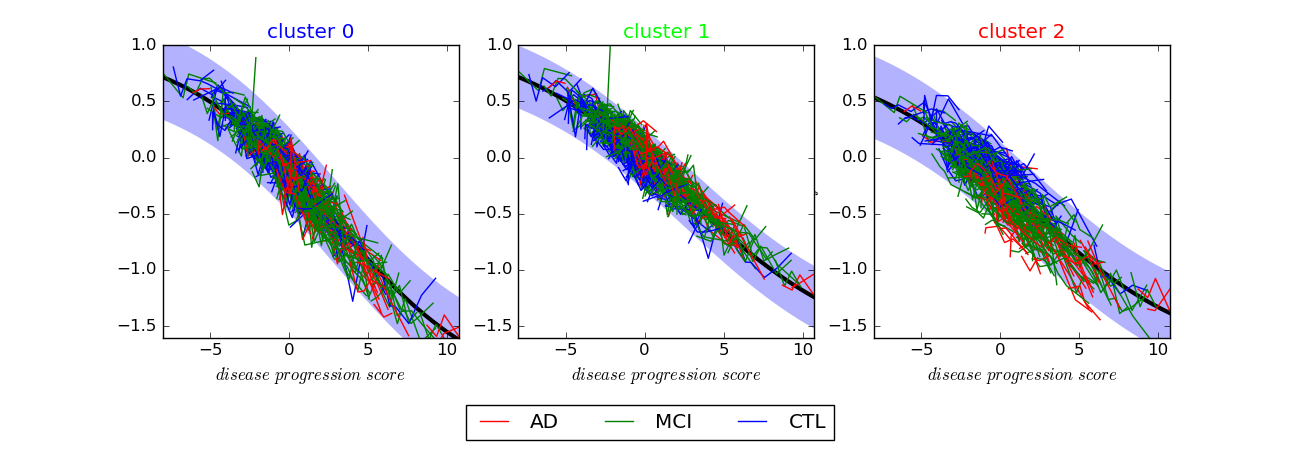 cluster 0 cluster 1 cluster 2
1.0 1.0 1.0
0.5 0.5 0.5
0.0 0.0 0.0
−0.5 −0.5 −0.5
−1.0 −1.0 −1.0
−1.5 −1.5 −1.5
−5 0 5 10 −5 0 5 10 −5 0 5 10
disease progression score disease progression score disease progression score
AD MCI CTL